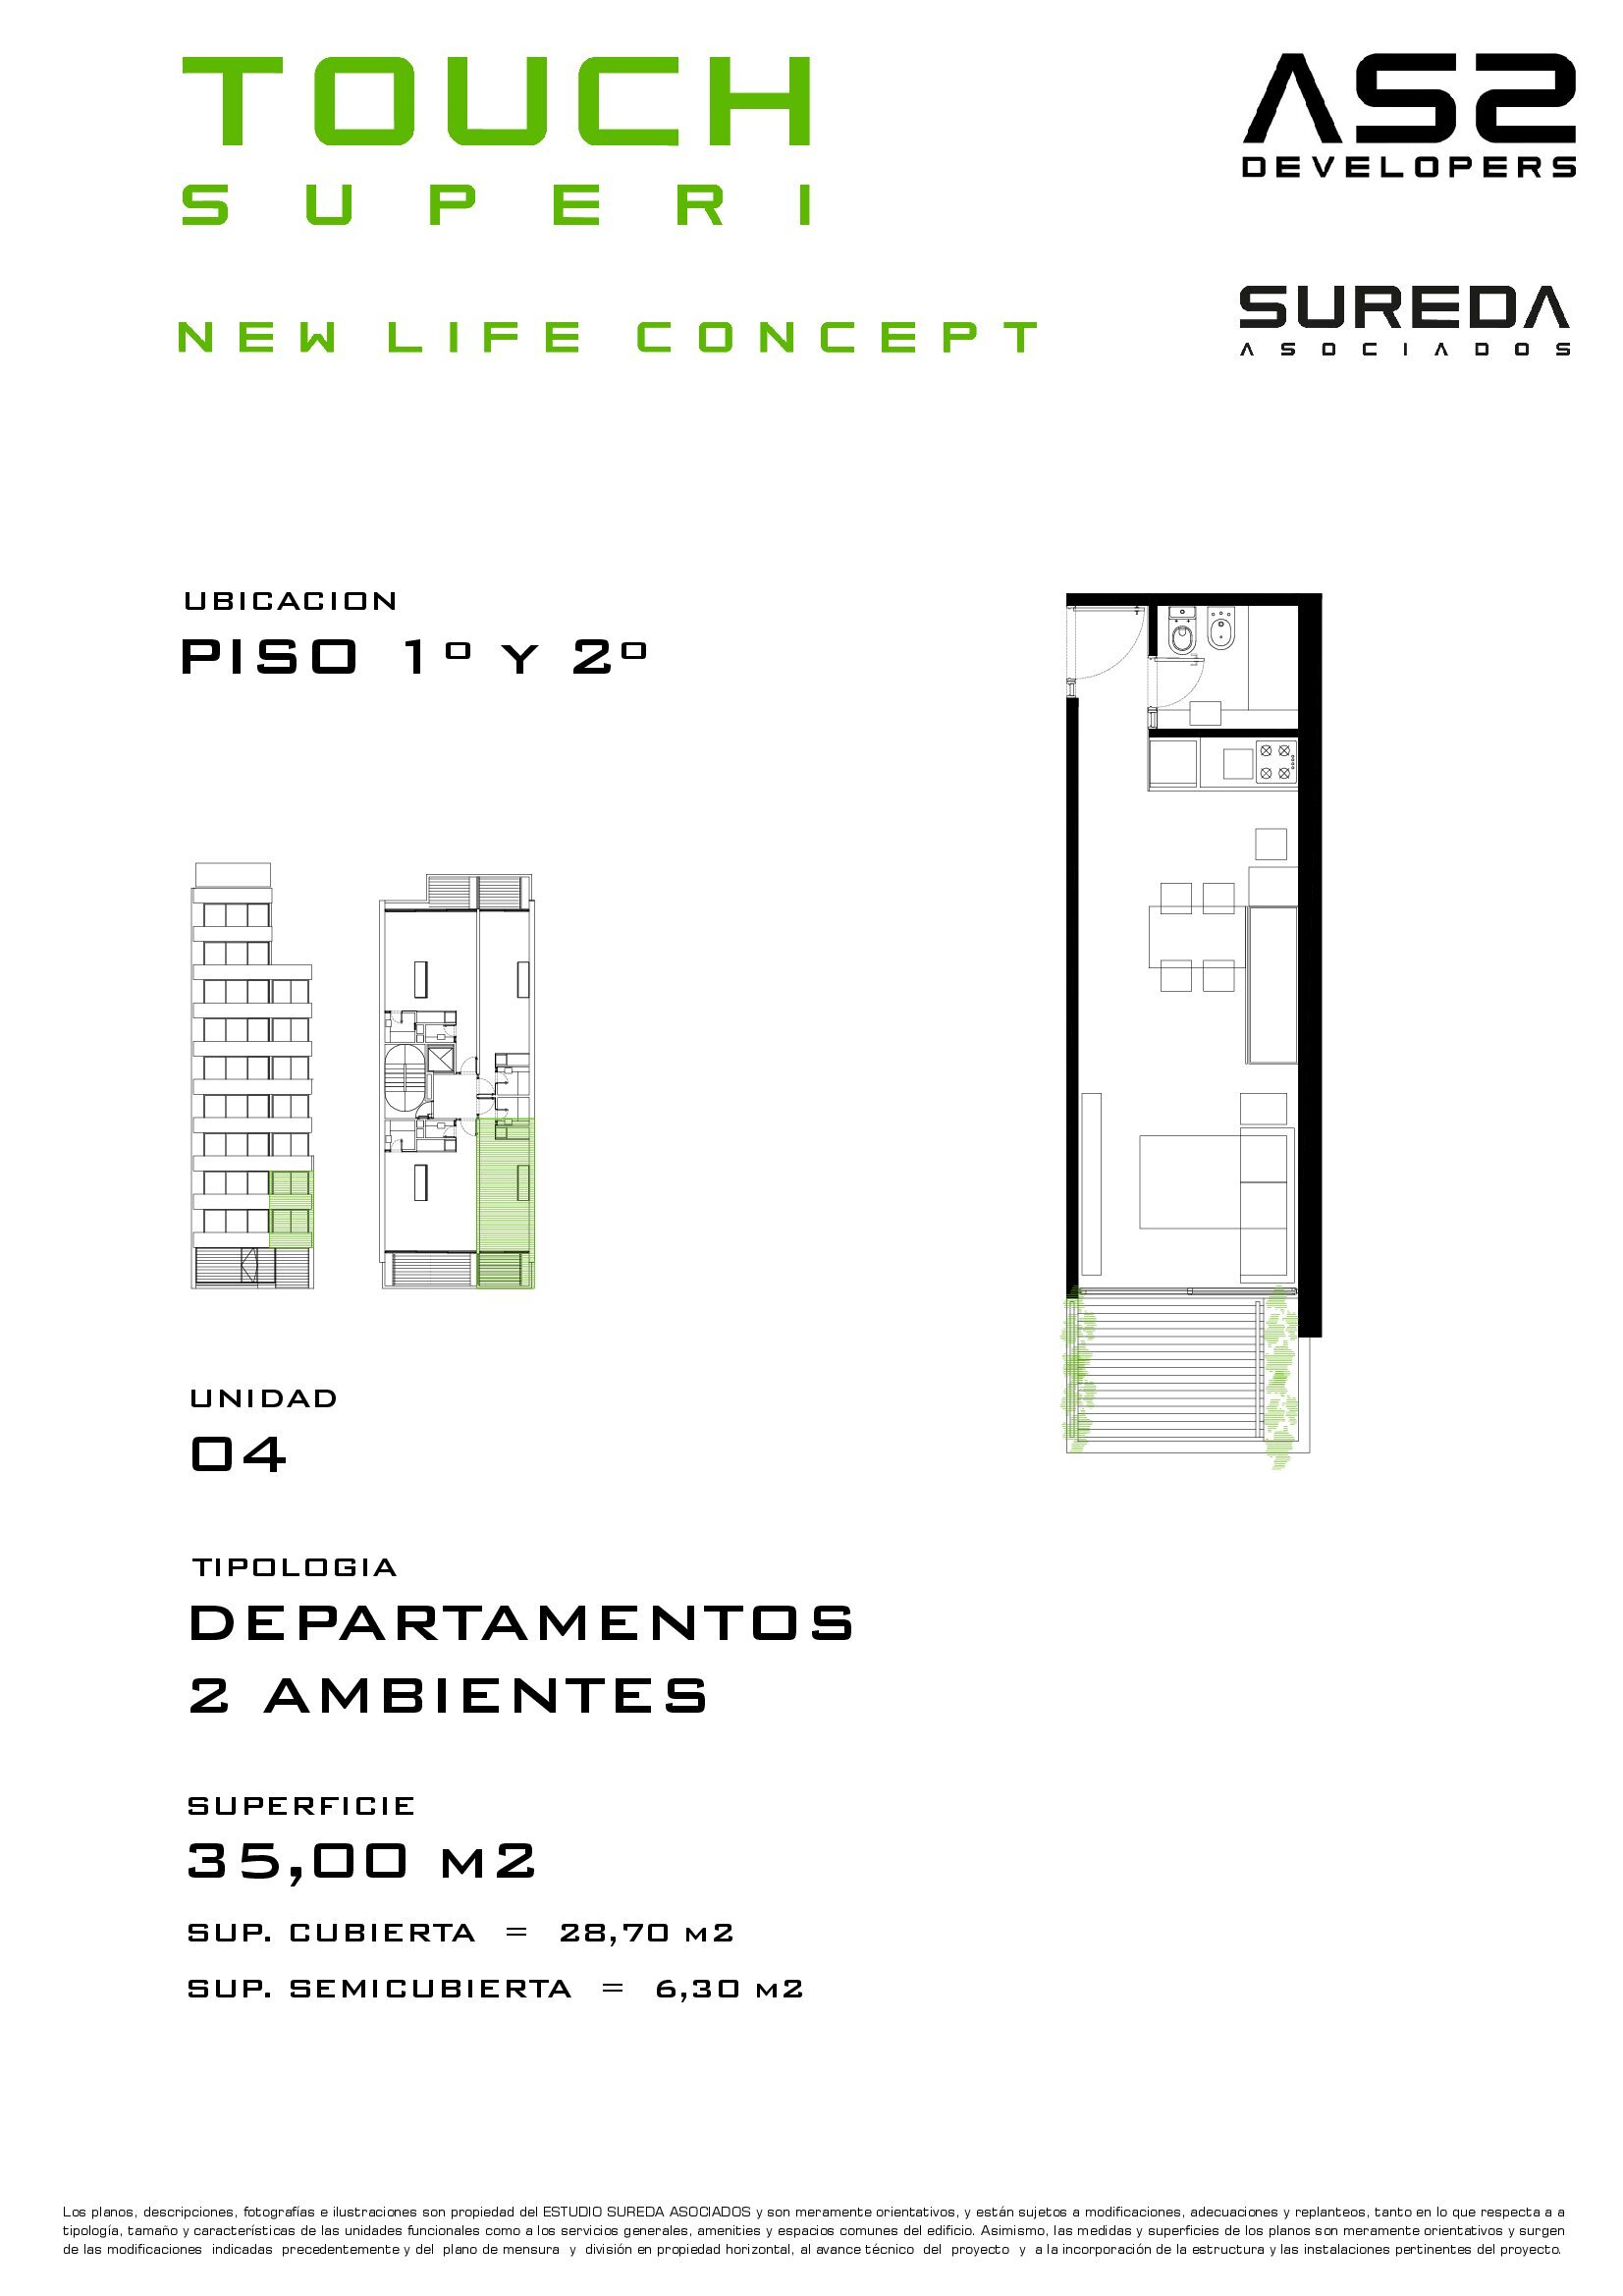 TOUCH
SUPERI
NEW LIFE CONCEPT
AS2
DEVELOPERS
SUREDA
ASOCIADOS
UBICACION
PISO 1º Y 2º
UNIDAD
04
TIPOLOGIA
DEPARTAMENTOS
2 AMBIENTES
SUPERFICIE
35,00 M2
SUP. CUBIERTA = 28,70 M2
SUP. SEMICUBIERTA = 6,30 M2
Los planos, descripciones, fotografías e ilustraciones son propiedad del ESTUDIO SUREDA ASOCIADOS y son meramente orientativos, y están sujetos a modificaciones, adecuaciones y replanteos, tanto en lo que respecta a a
tipología, tamaño y características de las unidades funcionales como a los servicios generales, amenities y espacios comunes del edificio. Asimismo, las medidas y superficies de los planos son meramente orientativos y surgen
de las modificaciones indicadas precedentemente y del plano de mensura y división en propiedad horizontal, al avance técnico del proyecto y a la incorporación de la estructura y las instalaciones pertinentes del proyecto.